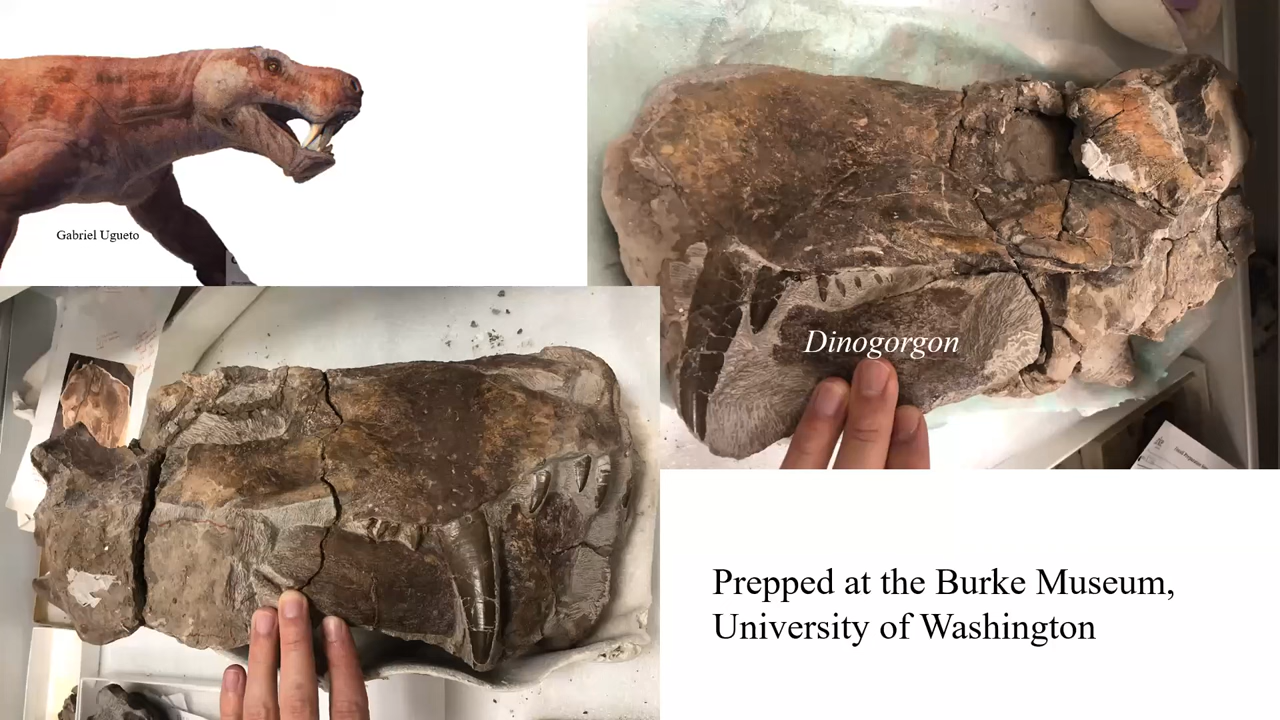 Gabriel Ugueto
Dinogorgon
Prepped at the Burke Museum,
University of Washington